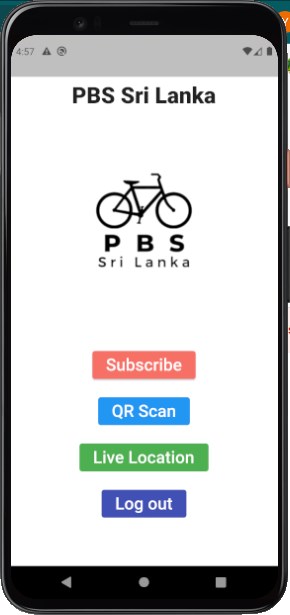 4:57
PBS Sri Lanka
P B S
Sri Lanka
Subscribe
QR Scan
Live Location
Log out